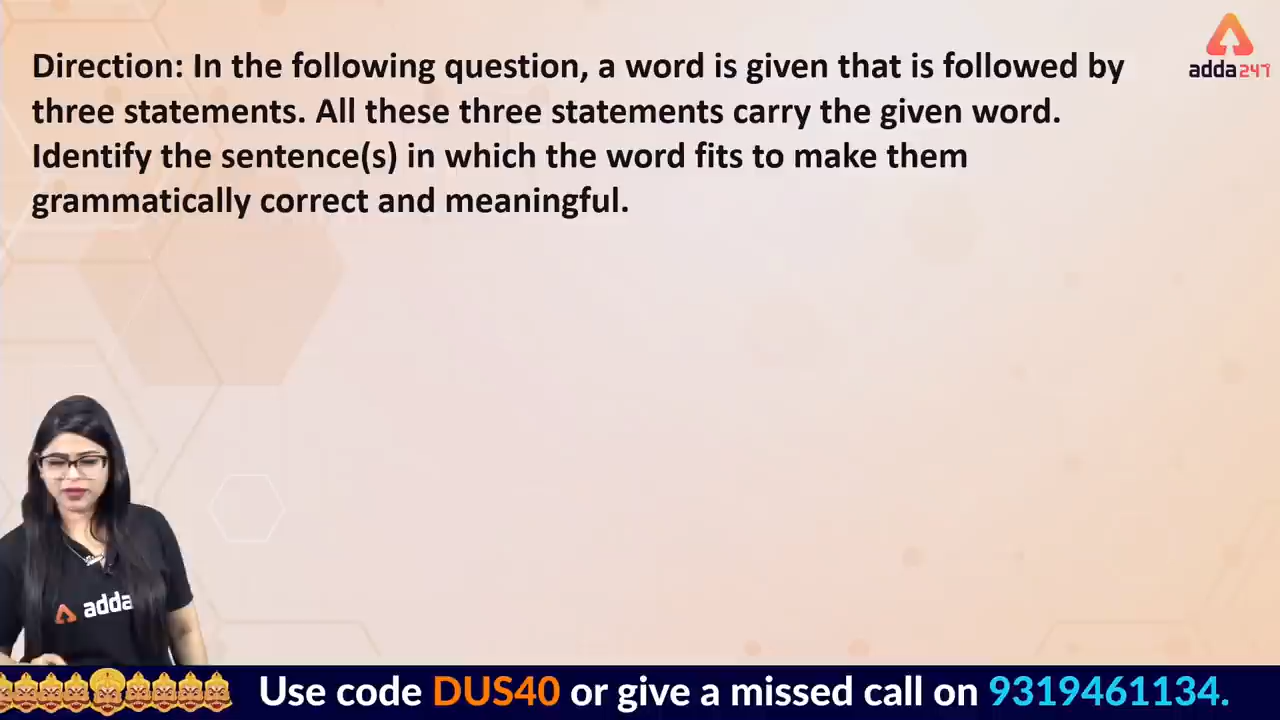 Direction: In the following question, a word is given that is followed by
three statements. All these three statements carry the given word.
Identify the sentence(s) in which the word fits to make them
grammatically correct and meaningful.
adda247
adda
Use code DUS40 or give a missed call on 9319461134.